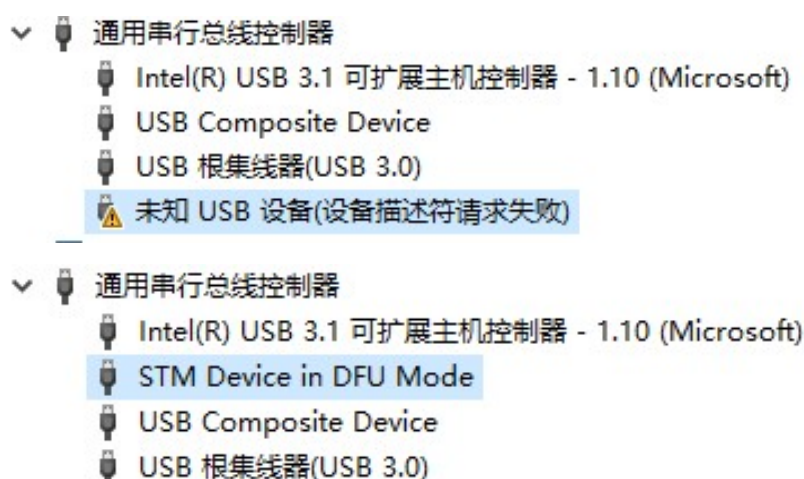 通用串行总线控制器
Intel(R) USB 3.1 可扩展主机控制器 - 1.10 (Microsoft)
USB Composite Device
USB 根集线器(USB 3.0)
未知 USB 设备(设备描述符请求失败)
通用串行总线控制器
Intel(R) USB 3.1 可扩展主机控制器 - 1.10 (Microsoft)
STM Device in DFU Mode
USB Composite Device
USB 根集线器(USB 3.0)